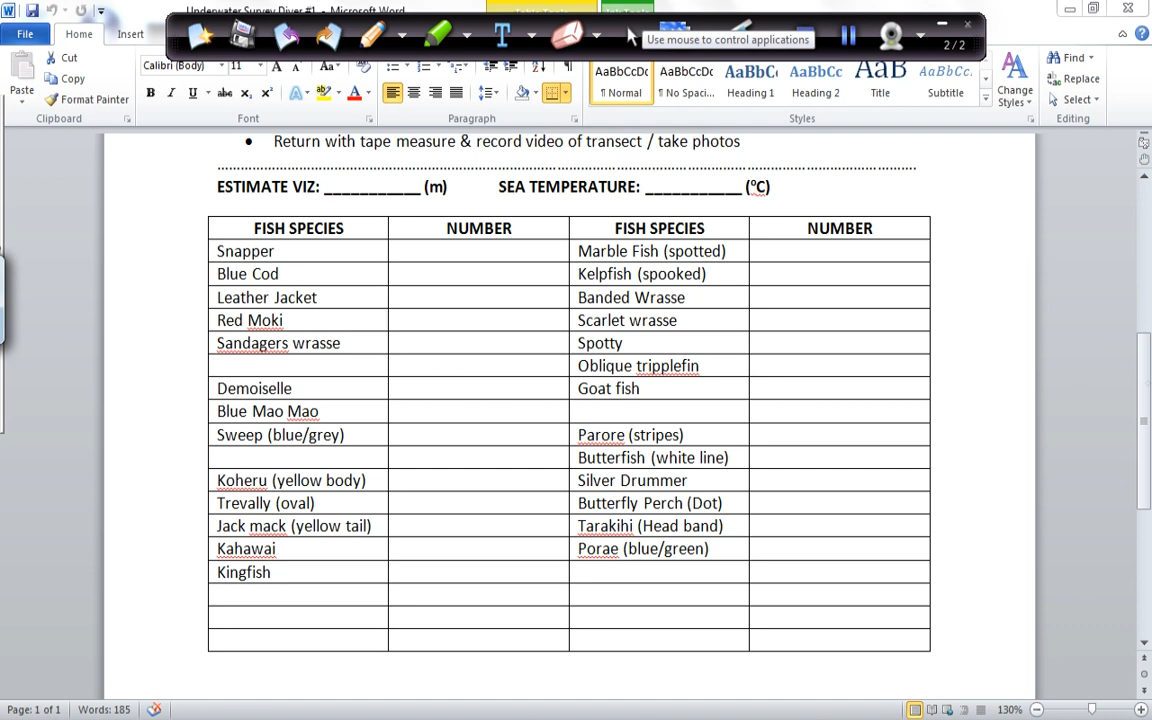 Underwater Survey Diver #1 - Microsoft Word
File Home Insert
Use mouse to control applications
2/2
Cut
Copy
Format Painter
Paste
Clipboard
Calibri (Body) 11
Font
Paragraph
AaBbCcDc AaBbCcDc AaBbC AaBbCc AaB AaBbCc.
¶ Normal ¶ No Spaci... Heading 1 Heading 2 Title Subtitle
Change Styles
Styles
Find
Replace
Select
Editing
• Return with tape measure & record video of transect / take photos
ESTIMATE VIZ: ___________ (m) SEA TEMPERATURE: ___________ (°C)
FISH SPECIES NUMBER FISH SPECIES NUMBER
Snapper Marble Fish (spotted)
Blue Cod Kelpfish (spooked)
Leather Jacket Banded Wrasse
Red Moki Scarlet wrasse
Sandagers wrasse Spotty
Oblique tripplefin
Demoiselle Goat fish
Blue Mao Mao
Sweep (blue/grey) Parore (stripes)
Butterfish (white line)
Koheru (yellow body) Silver Drummer
Trevally (oval) Butterfly Perch (Dot)
Jack mack (yellow tail) Tarakihi (Head band)
Kahawai Porae (blue/green)
Kingfish
Page: 1 of 1 Words: 185 130%